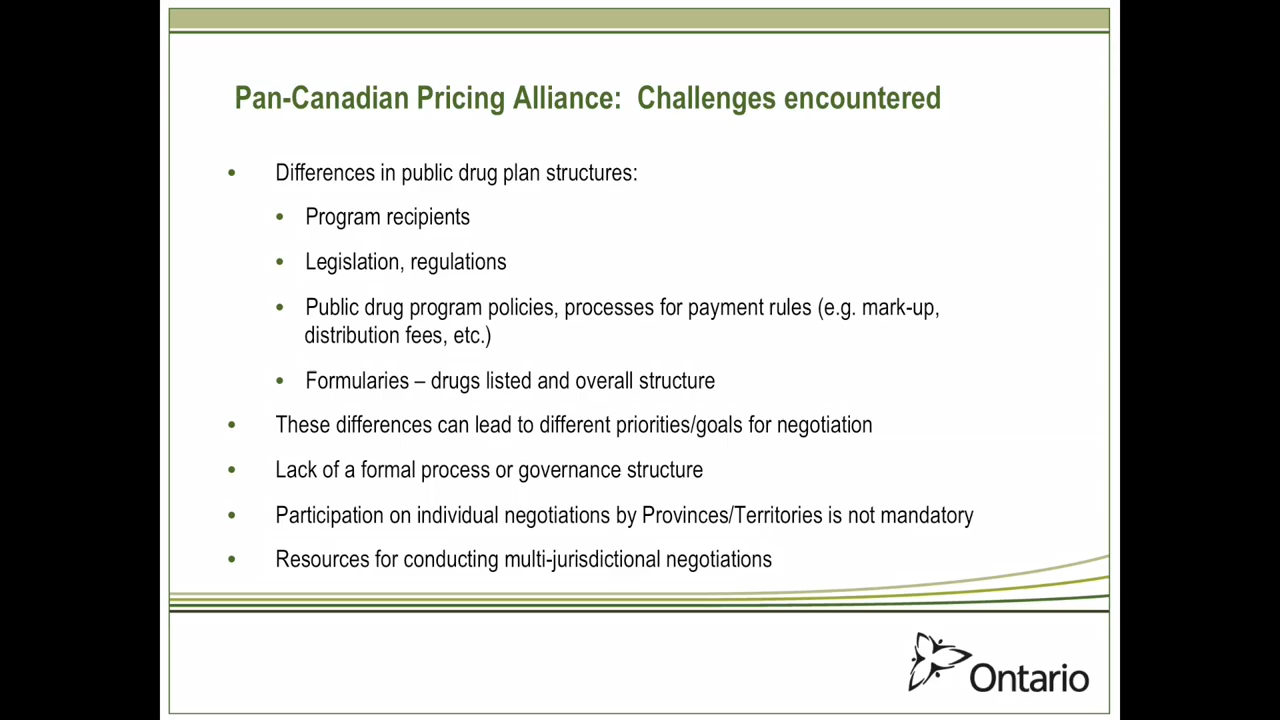 Pan-Canadian Pricing Alliance:  Challenges encountered
• Differences in public drug plan structures:
• Program recipients
• Legislation, regulations
• Public drug program policies, processes for payment rules (e.g. mark-up,
distribution fees, etc.)
• Formularies – drugs listed and overall structure
• These differences can lead to different priorities/goals for negotiation
• Lack of a formal process or governance structure
• Participation on individual negotiations by Provinces/Territories is not mandatory
• Resources for conducting multi-jurisdictional negotiations
Ontario